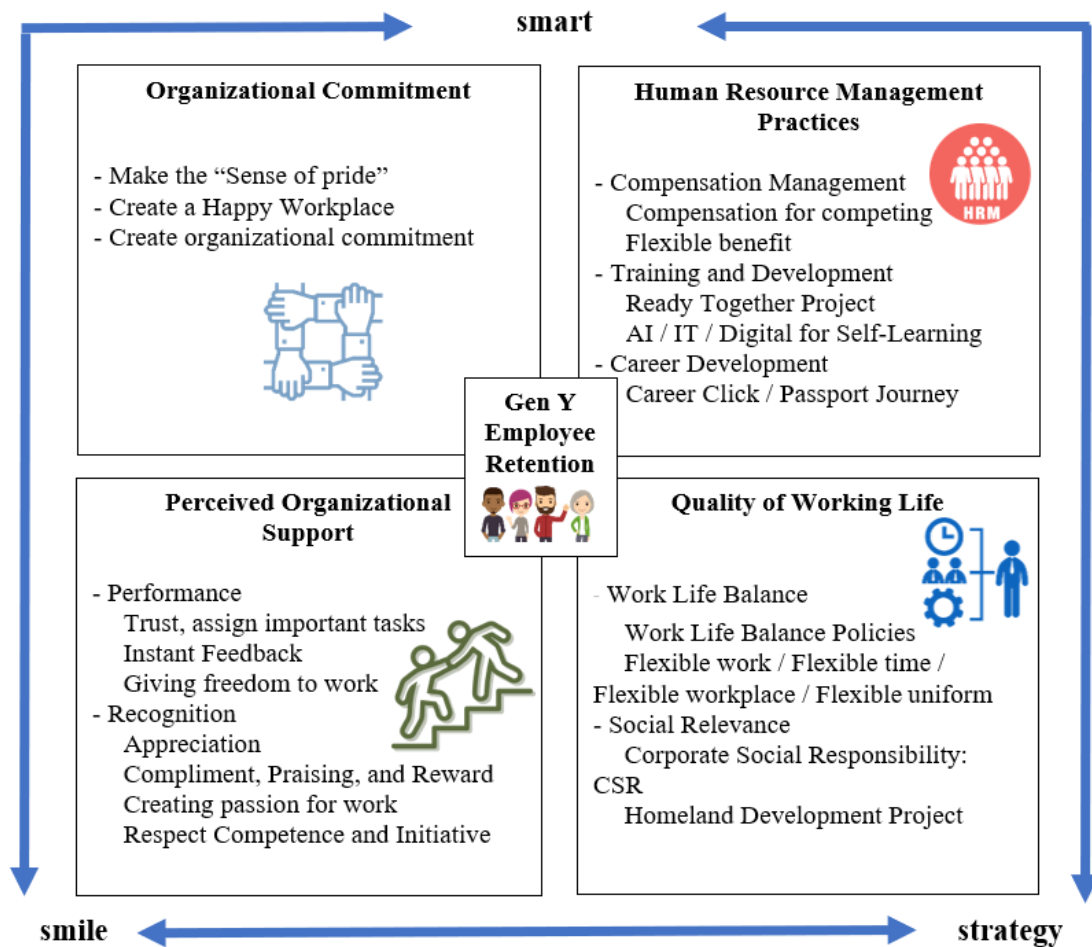 smart
Organizational Commitment
- Make the “Sense of pride”
- Create a Happy Workplace
- Create organizational commitment
Human Resource Management
Practices
HRM
- Compensation Management
Compensation for competing
Flexible benefit
- Training and Development
Ready Together Project
AI / IT / Digital for Self-Learning
- Career Development
Career Click / Passport Journey
Gen Y
Employee
Retention
Perceived Organizational
Support
- Performance
Trust, assign important tasks
Instant Feedback
Giving freedom to work
- Recognition
Appreciation
Compliment, Praising, and Reward
Creating passion for work
Respect Competence and Initiative
Quality of Working Life
- Work Life Balance
Work Life Balance Policies
Flexible work / Flexible time /
Flexible workplace / Flexible uniform
- Social Relevance
Corporate Social Responsibility:
CSR
Homeland Development Project
smile
strategy